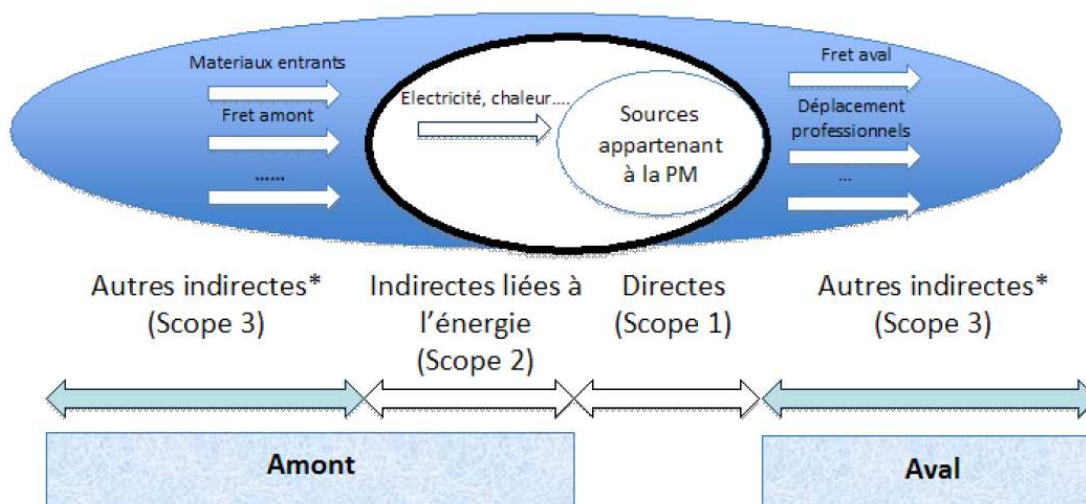 Materiaux entrants
Fret amont
......
Electricité, chaleur....
Sources
appartenant
à la PM
Fret aval
Déplacement
professionnels
...
Autres indirectes*
(Scope 3)
Indirectes liées à
l'énergie
(Scope 2)
Directes
(Scope 1)
Autres indirectes*
(Scope 3)
Amont
Aval